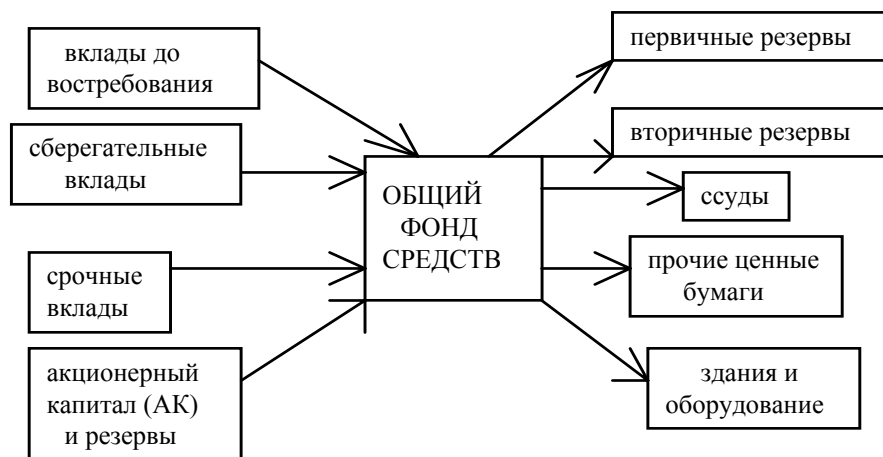 вклады до
востребования
сберегательные
вклады
срочные
вклады
акционерный
капитал (АК)
и резервы
ОБЩИЙ
ФОНД
СРЕДСТВ
первичные резервы
вторичные резервы
ссуды
прочие ценные
бумаги
здания и
оборудование